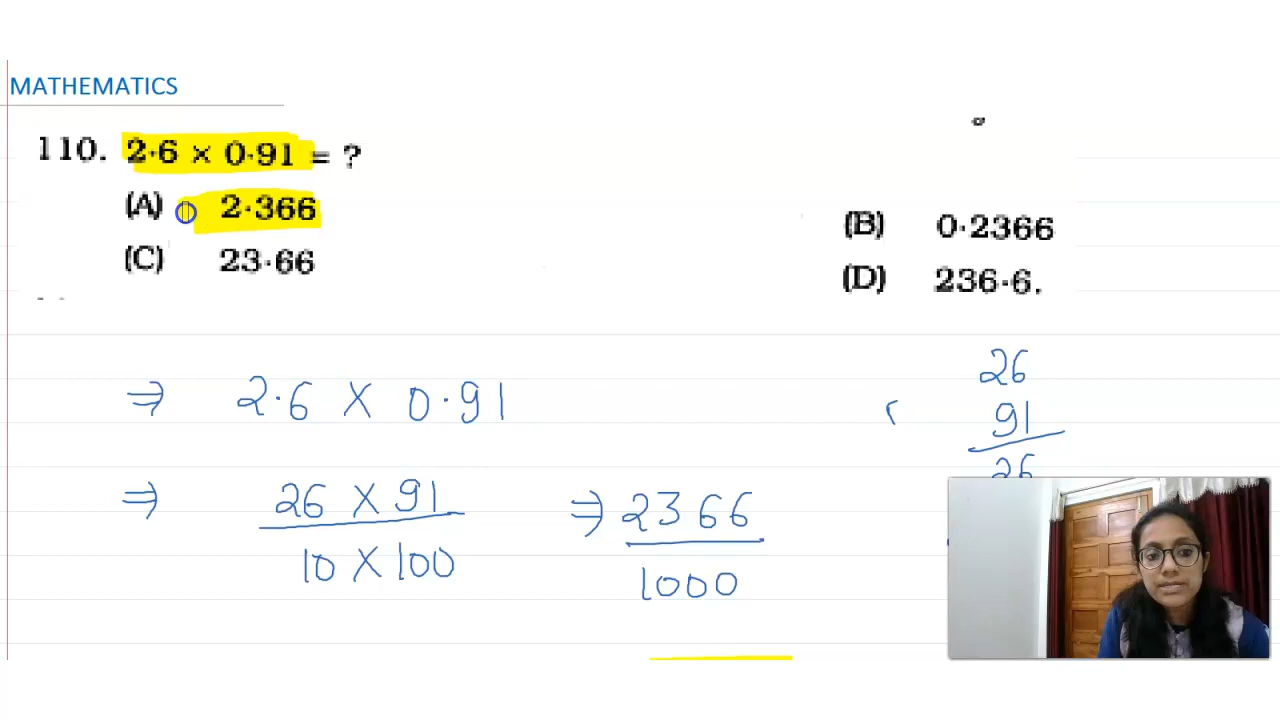 MATHEMATICS
110. 2·6 × 0·91 = ?
(A) 2·366
(B) 0·2366
(C) 23·66
(D) 236·6.
⇒ 2·6 × 0·91
26
91
26
⇒ 26 × 91 ⇒ 2366
10 × 100 1000